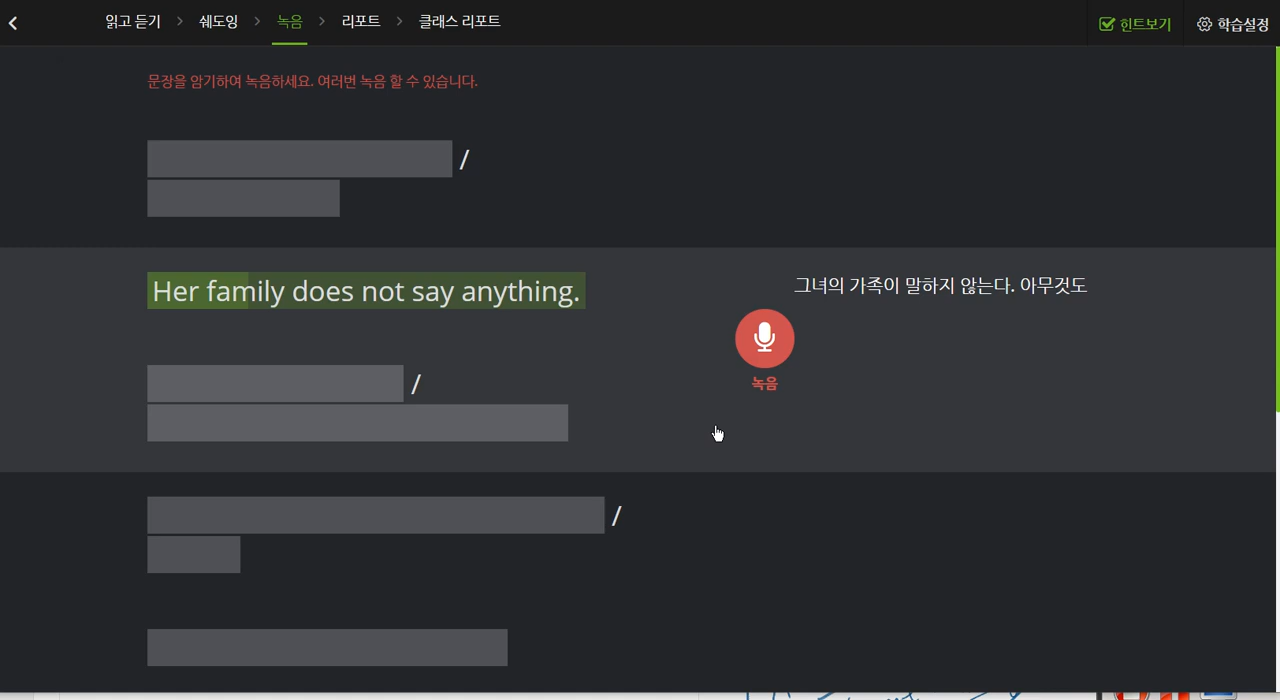 읽고 듣기 > 쉐도잉 > 녹음 > 리포트 > 클래스 리포트
힌트보기 학습설정
문장을 암기하여 녹음하세요. 여러번 녹음 할 수 있습니다.
/
Her family does not say anything.
그녀의 가족이 말하지 않는다. 아무것도
녹음
/
/